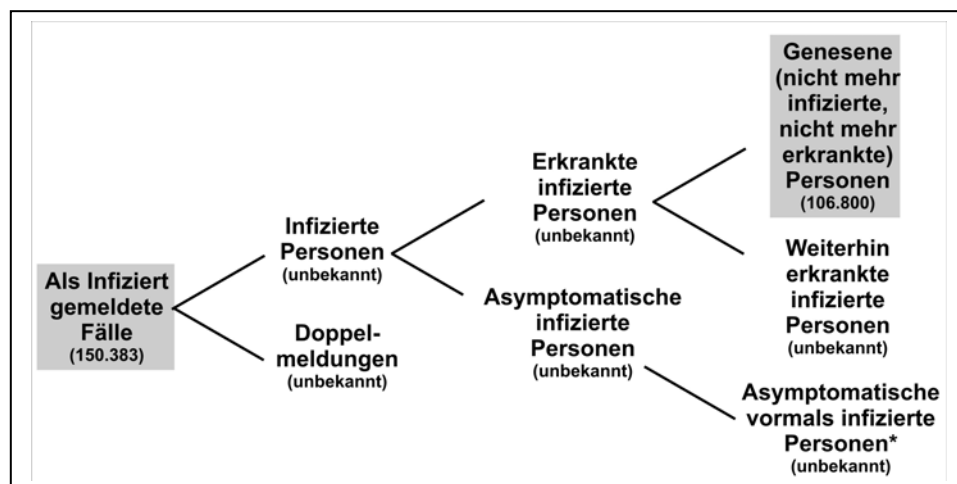 Als Infiziert
gemeldete
Fälle
(150.383)
Infizierte
Personen
(unbekannt)
Doppel-
meldungen
(unbekannt)
Erkrankte
infizierte
Personen
(unbekannt)
Asymptomatische
infizierte
Personen
(unbekannt)
Genesene
(nicht mehr
infizierte,
nicht mehr
erkrankte)
Personen
(106.800)
Weiterhin
erkrankte
infizierte
Personen
(unbekannt)
Asymptomatische
vormals infizierte
Personen*
(unbekannt)